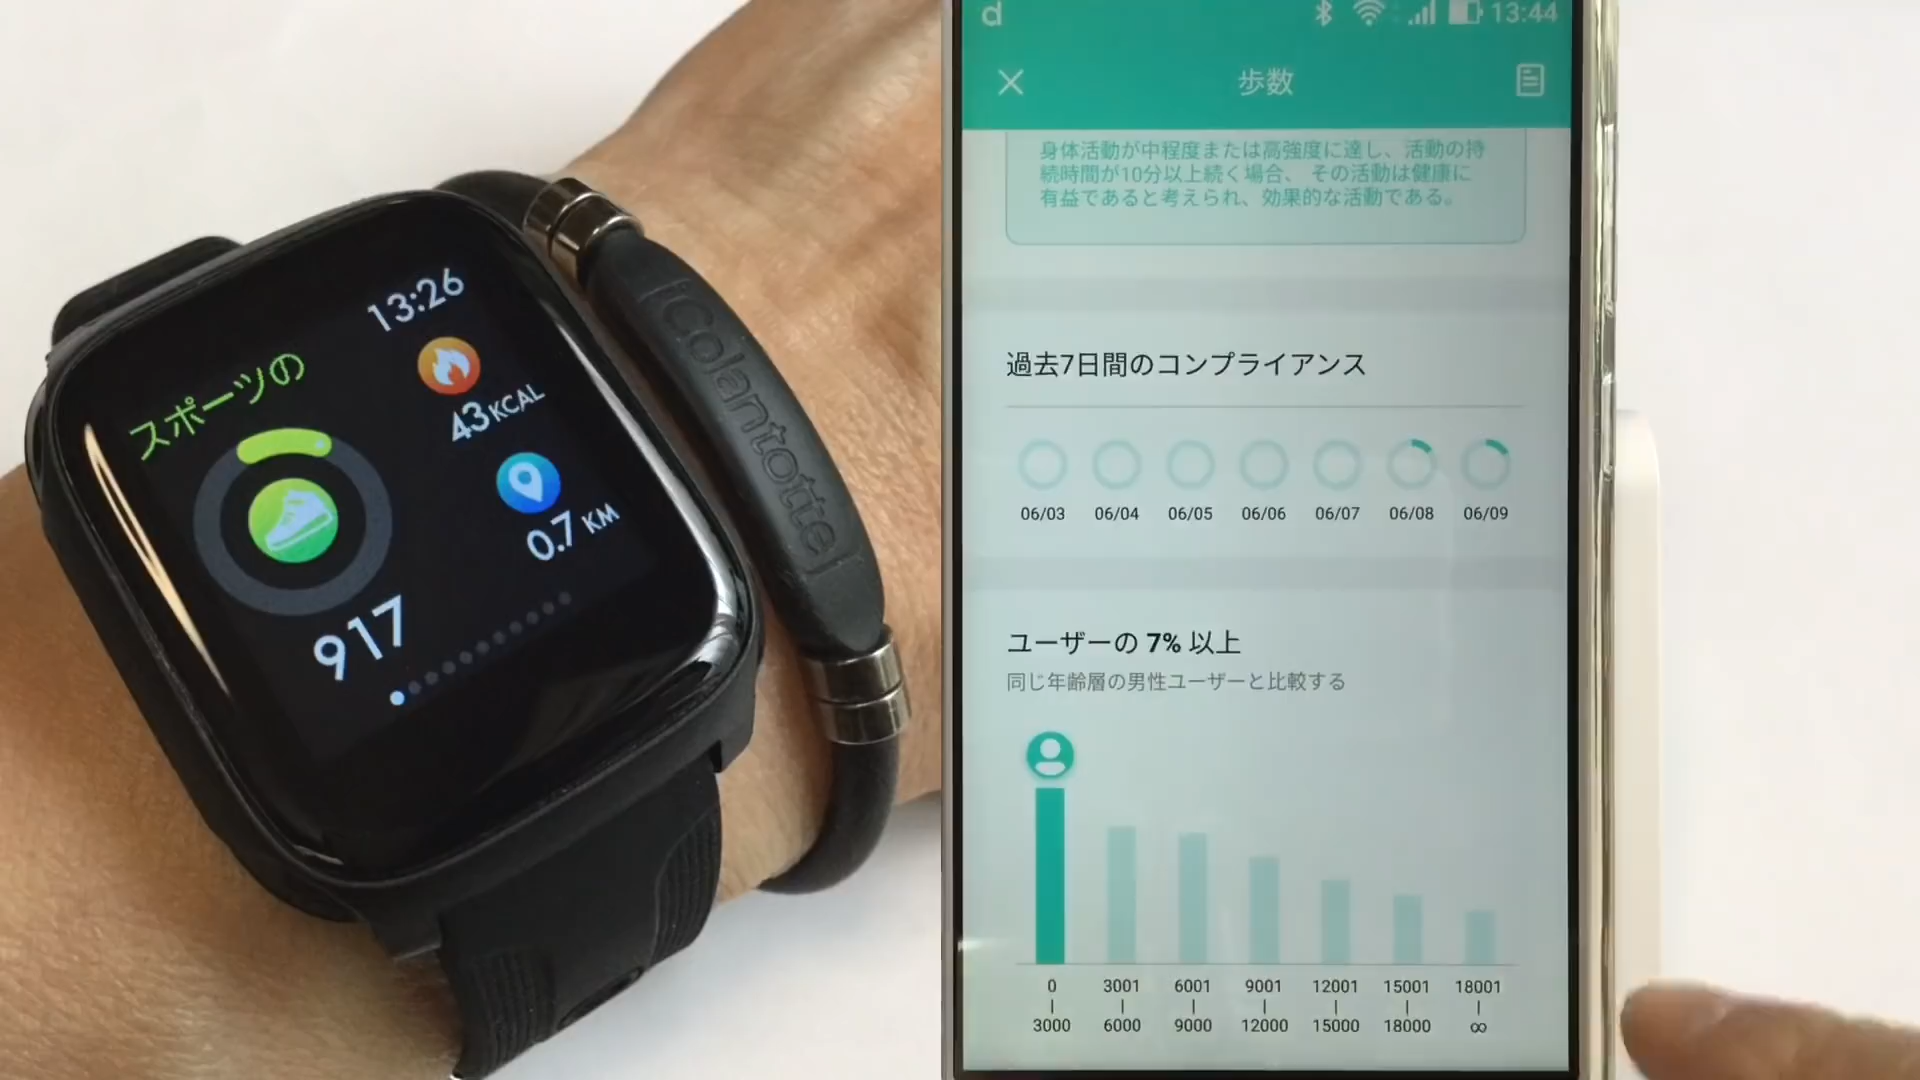 13:26
スポーツの
43 KCAL
0.7 KM
917
iColantotte
d 13:44
歩数
身体活動が中程度または高強度に達し、活動の持
続時間が10分以上続く場合、 その活動は健康に
有益であると考えられ、効果的な活動である。
過去7日間のコンプライアンス
06/03 06/04 06/05 06/06 06/07 06/08 06/09
ユーザーの 7% 以上
同じ年齢層の男性ユーザーと比較する
0 3001 6001 9001 12001 15001 18001
3000 6000 9000 12000 15000 18000 ∞